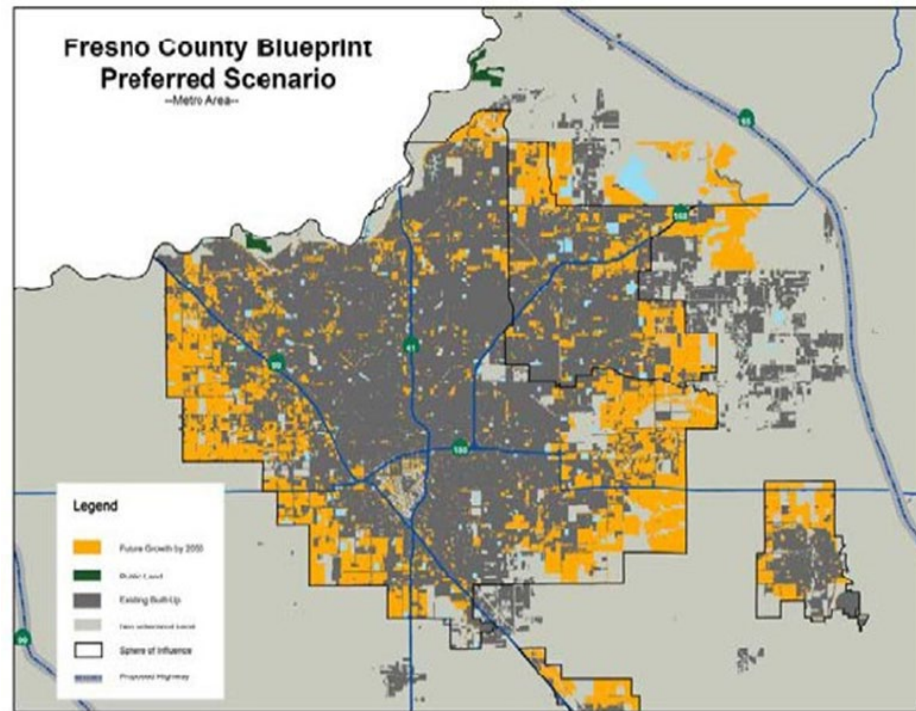 Fresno County Blueprint
Preferred Scenario
--Metro Area--
65
168
41
99
180
Legend
Future Growth by
Public Land
Existing Built-Up
Sphere of Influence
Proposed Highway
99